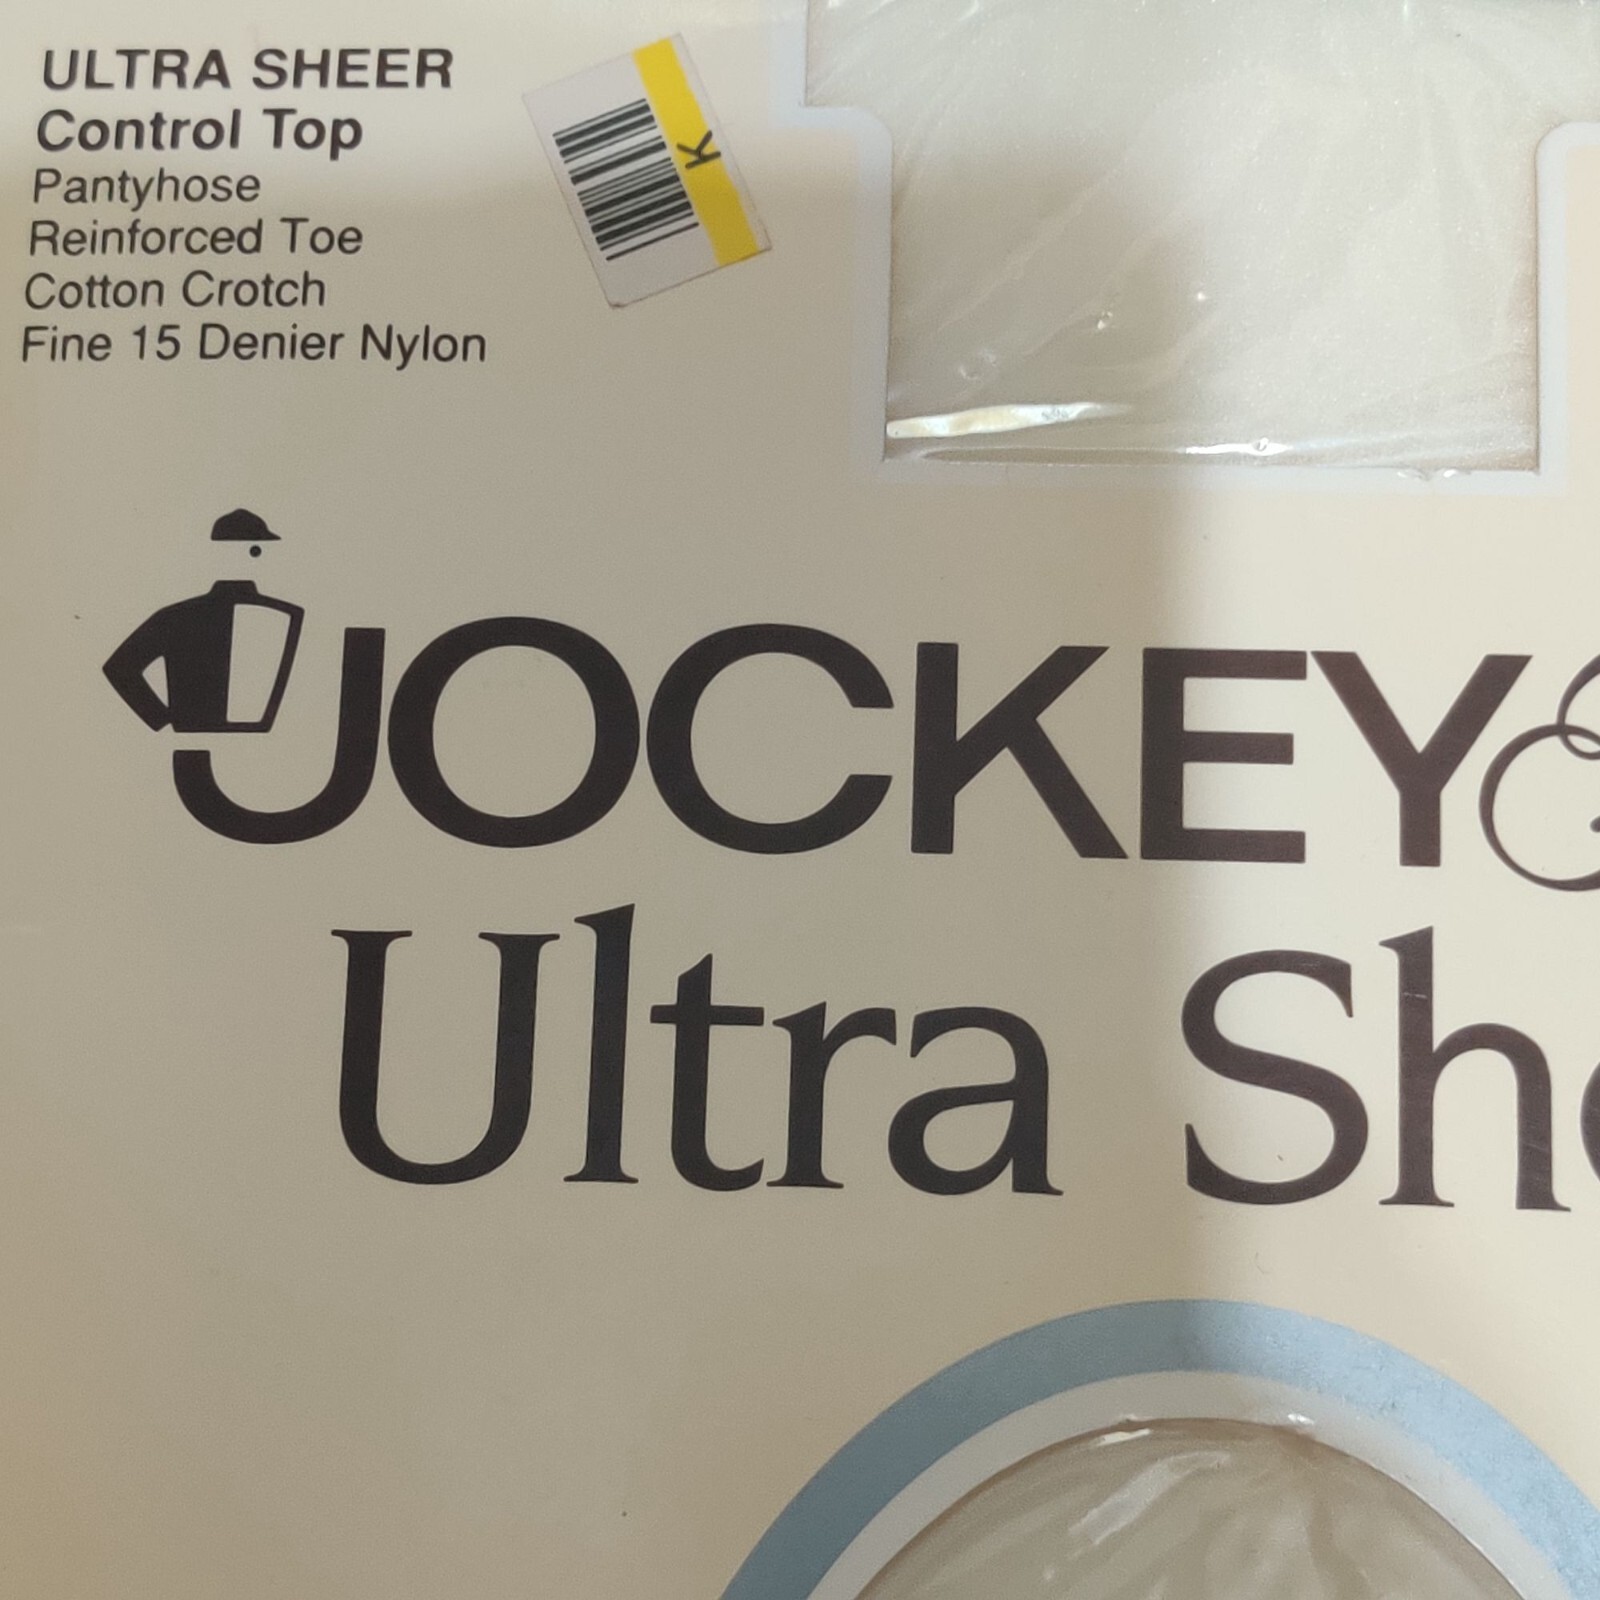 ULTRA SHEER
Control Top
Pantyhose
Reinforced Toe
Cotton Crotch
Fine 15 Denier Nylon
K
JOCKEY
Ultra She